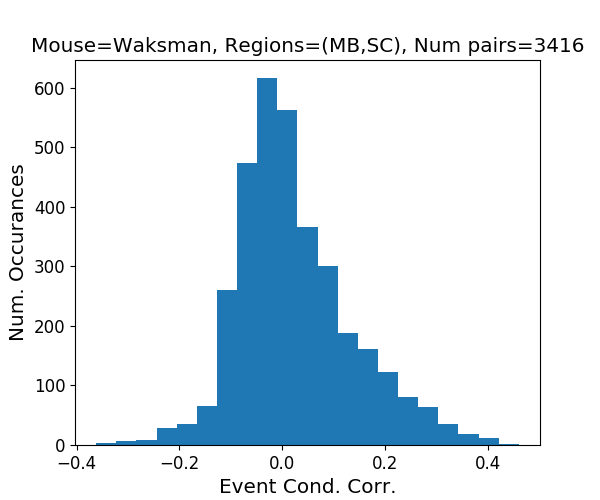 Mouse=Waksman, Regions=(MB,SC), Num pairs=3416
600
500
400
300
200
100
0
Num. Occurances
−0.4 −0.2 0.0 0.2 0.4
Event Cond. Corr.